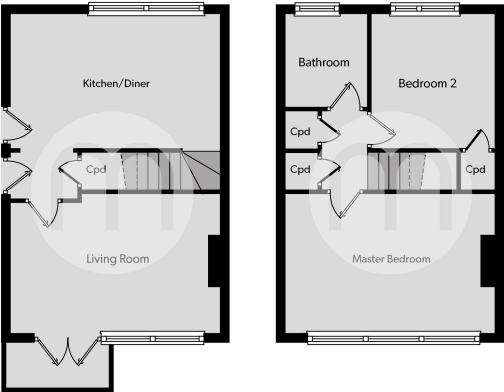 Kitchen/Diner
Cpd
Living Room
Bathroom
Bedroom 2
Cpd
Cpd
Cpd
Master Bedroom
m